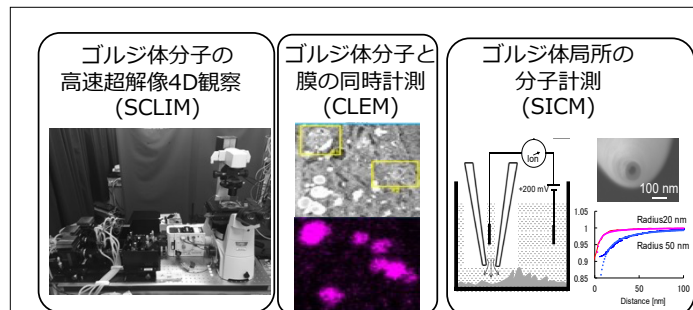 ゴルジ体分子の
高速超解像4D観察
(SCLIM)
ゴルジ体分子と
膜の同時計測
(CLEM)
ゴルジ体局所の
分子計測
(SICM)
Ion
+200 mV
100 nm
1.05
1
0.95
0.9
0.85
Radius20 nm
Radius 50 nm
0
50
100
Distance [nm]